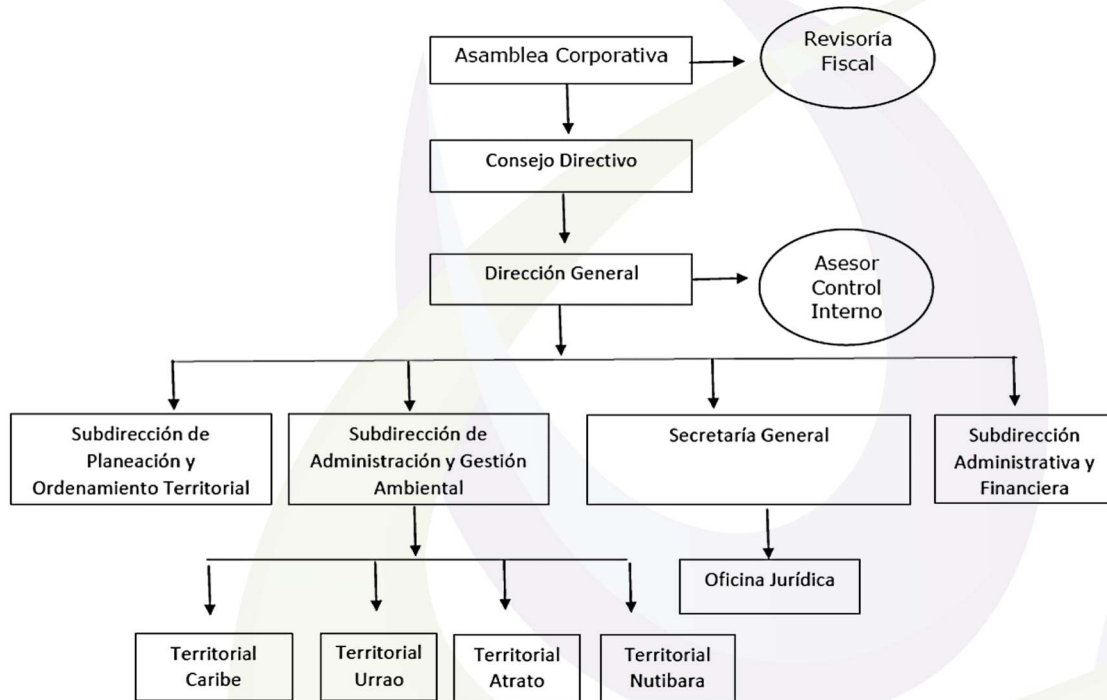 Asamblea Corporativa
Revisoría
Fiscal
Consejo Directivo
Dirección General
Asesor
Control
Interno
Subdirección de
Planeación y
Ordenamiento Territorial
Subdirección de
Administración y Gestión
Ambiental
Secretaría General
Subdirección
Administrativa y
Financiera
Oficina Jurídica
Territorial
Caribe
Territorial
Urrao
Territorial
Atrato
Territorial
Nutibara